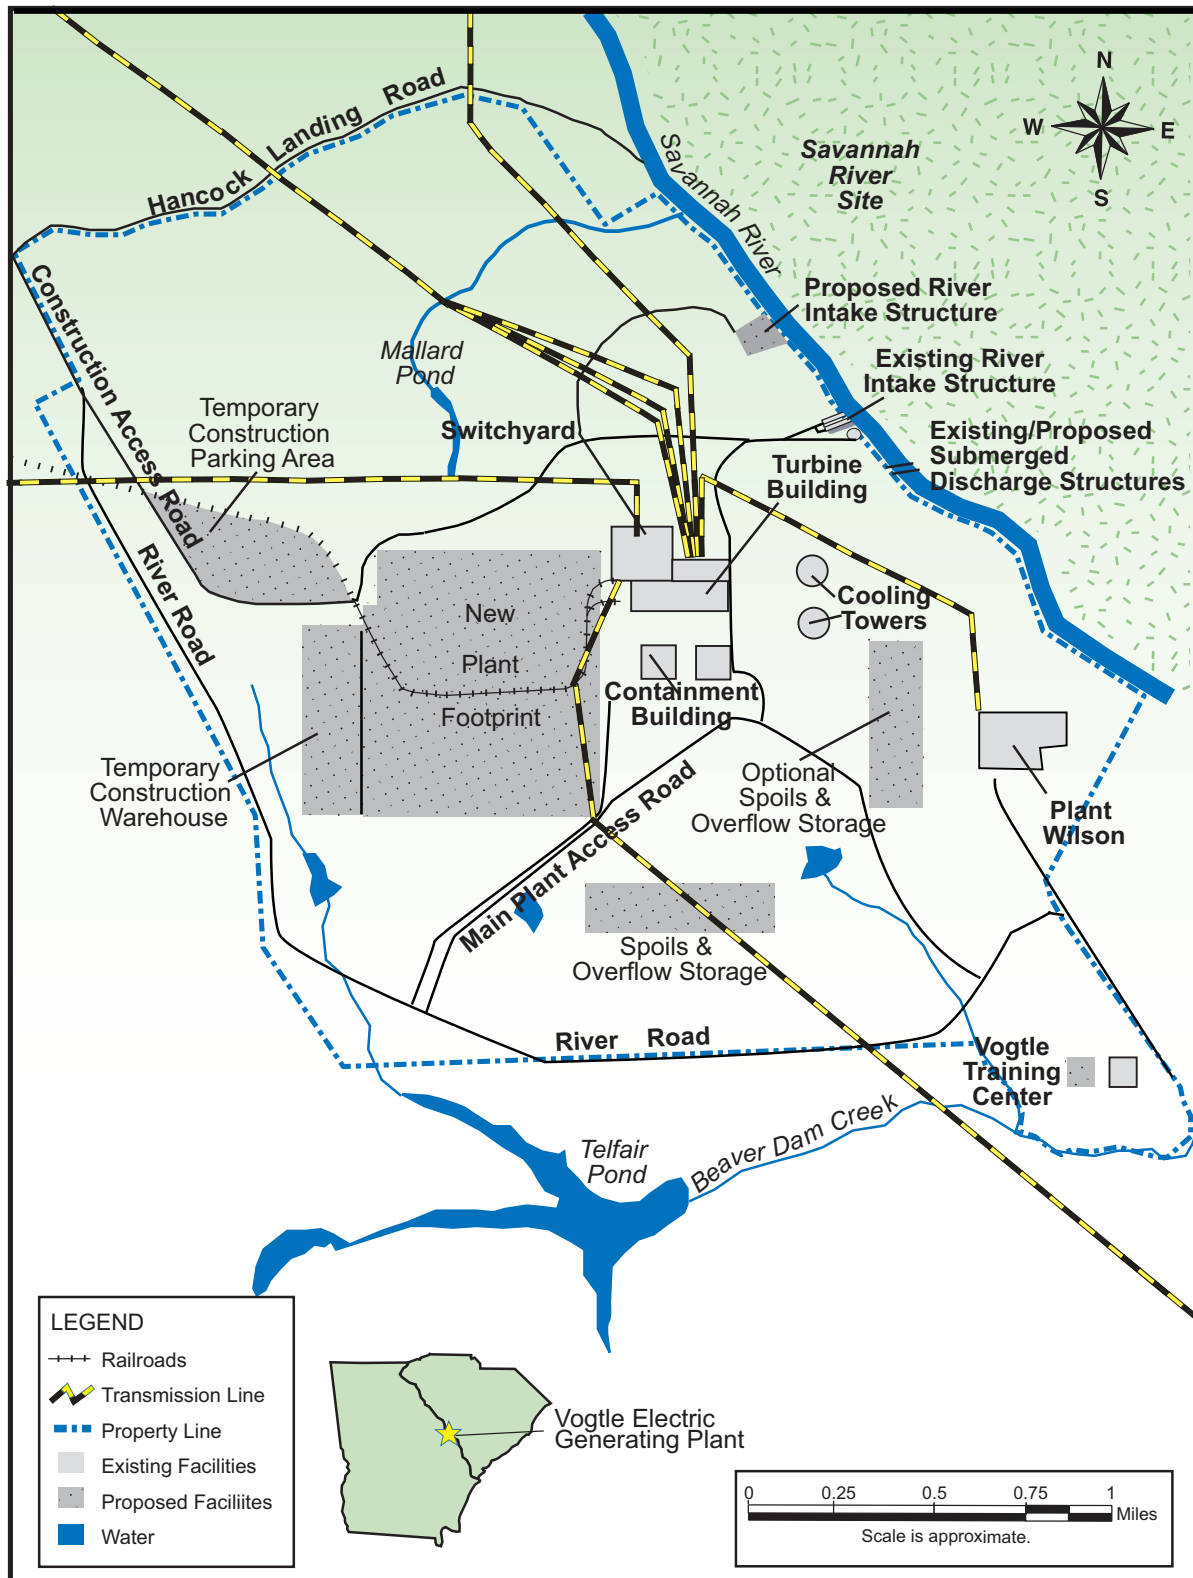 N
W
E
S
Hancock Landing Road
Savannah River
Savannah
River
Site
Proposed River
Intake Structure
Construction Access Road
Mallard
Pond
Existing River
Intake Structure
Temporary
Construction
Parking Area
Switchyard
Existing/Proposed
Submerged
Discharge Structures
Turbine
Building
River Road
Cooling
Towers
New
Plant
Footprint
Containment
Building
Temporary
Construction
Warehouse
Optional
Spoils &
Overflow Storage
Main Plant Access Road
Plant
Wilson
Spoils &
Overflow Storage
River Road
Vogtle
Training
Center
Beaver Dam Creek
Telfair
Pond
LEGEND
Railroads
Transmission Line
Property Line
Existing Facilities
Proposed Faciliites
Water
Vogtle Electric
Generating Plant
0 0.25 0.5 0.75 1
Miles
Scale is approximate.